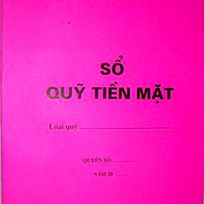 SỔ
QUỸ TIỀN MẶT
Loại quỹ
QUYỂN SỐ:
NĂM 20